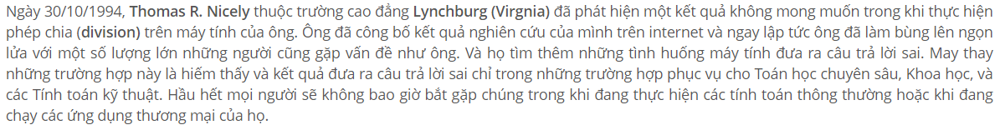 Ngày 30/10/1994, Thomas R. Nicely thuộc trường cao đẳng Lynchburg (Virgnia) đã phát hiện một kết quả không mong muốn trong khi thực hiện
phép chia (division) trên máy tính của ông. Ông đã công bố kết quả nghiên cứu của mình trên internet và ngay lập tức ông đã làm bùng lên ngọn
lửa với một số lượng lớn những người cũng gặp vấn đề như ông. Và họ tìm thêm những tình huống máy tính đưa ra câu trả lời sai. May thay
những trường hợp này là hiếm thấy và kết quả đưa ra câu trả lời sai chỉ trong những trường hợp phục vụ cho Toán học chuyên sâu, Khoa học, và
các Tính toán kỹ thuật. Hầu hết mọi người sẽ không bao giờ bắt gặp chúng trong khi đang thực hiện các tính toán thông thường hoặc khi đang
chạy các ứng dụng thương mại của họ.